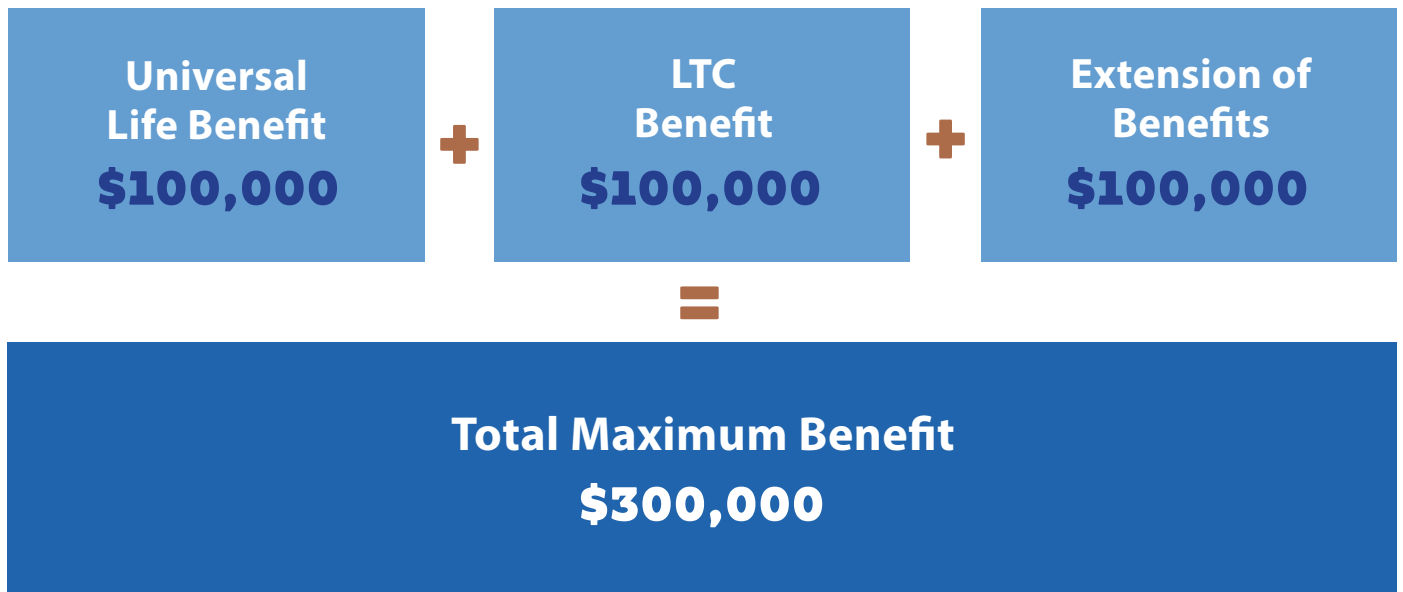 Universal
Life Benefit
$100,000
+
LTC
Benefit
$100,000
+
Extension of
Benefits
$100,000
=
Total Maximum Benefit
$300,000